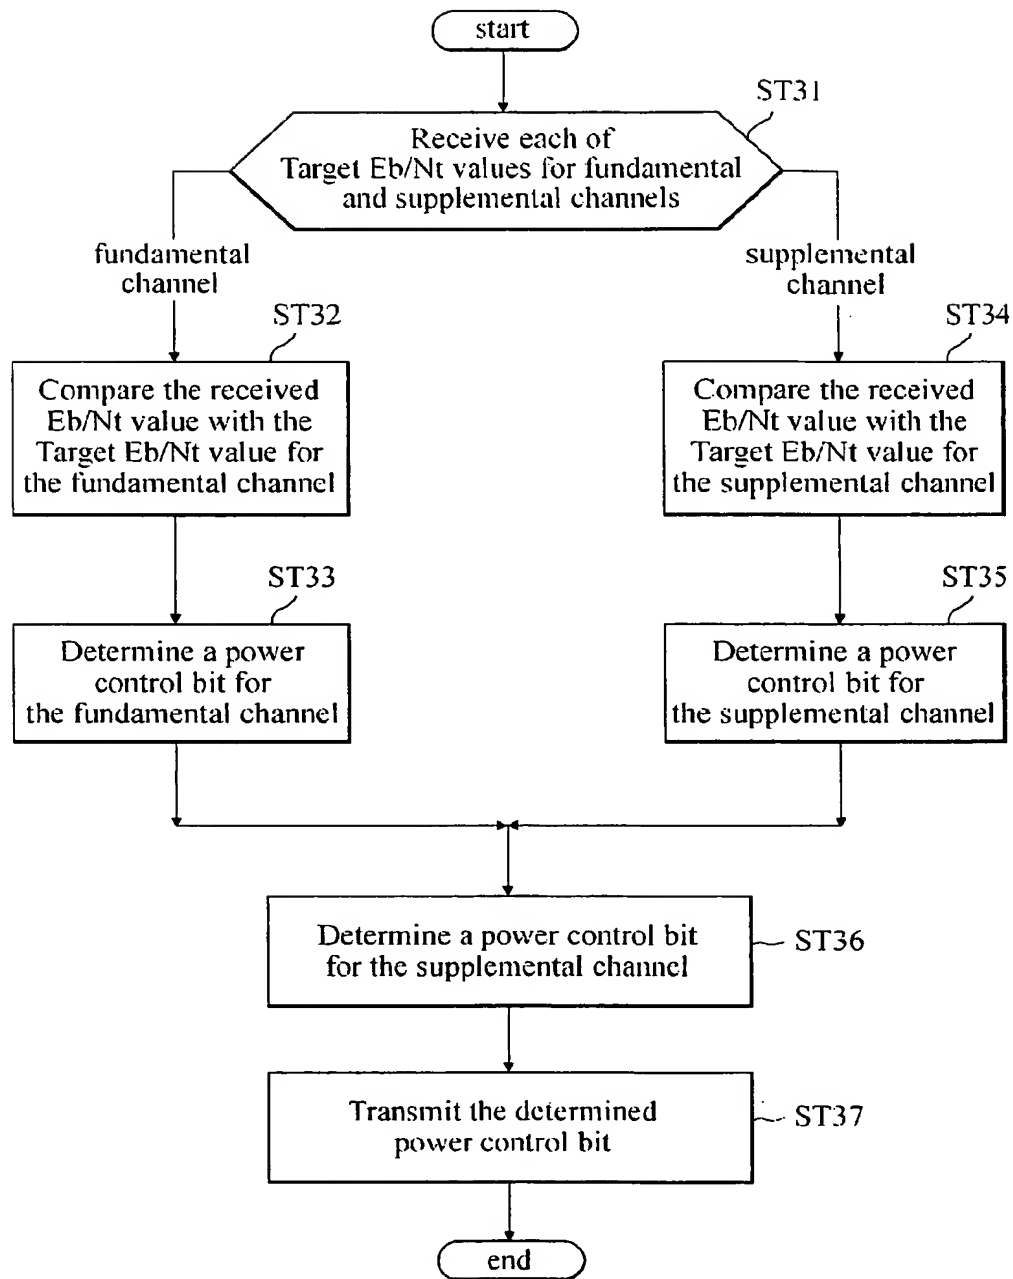 start
ST31
Receive each of
Target Eb/Nt values for fundamental
and supplemental channels
fundamental
channel
supplemental
channel
ST32
Compare the received
Eb/Nt value with the
Target Eb/Nt value for
the fundamental channel
ST34
Compare the received
Eb/Nt value with the
Target Eb/Nt value for
the supplemental channel
ST33
Determine a power
control bit for
the fundamental channel
ST35
Determine a power
control bit for
the supplemental channel
Determine a power control bit
for the supplemental channel
ST36
Transmit the determined
power control bit
ST37
end